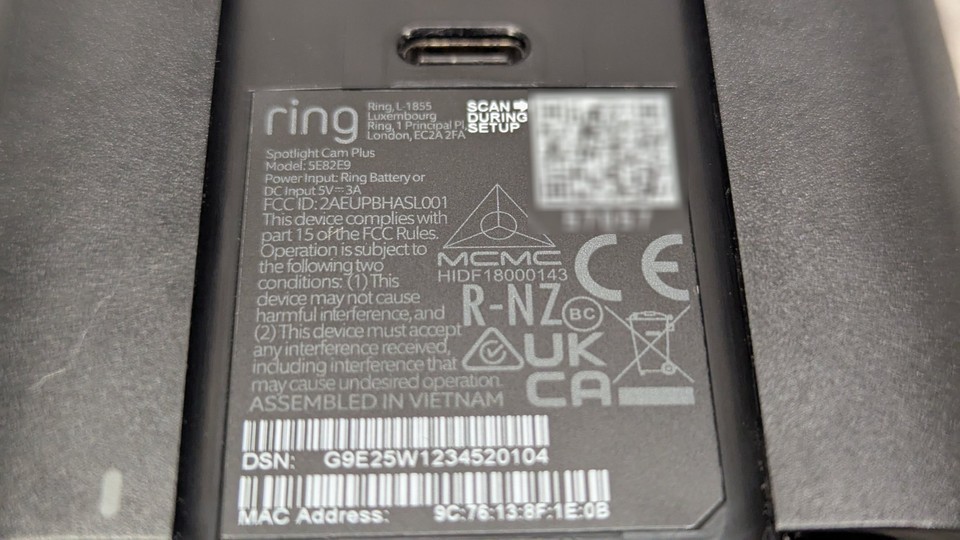 ring
Ring, L-1855
Luxembourg
Ring, 1 Principal Pl,
London, EC2A 2FA
SCAN
DURING
SETUP
Spotlight Cam Plus
Model: 5E82E9
Power Input: Ring Battery or
DC Input 5V⎓3A
FCC ID: 2AEUPBHASL001
This device complies with
part 15 of the FCC Rules.
Operation is subject to
the following two
conditions: (1) This
device may not cause
harmful interference, and
(2) This device must accept
any interference received,
including interference that
may cause undesired operation.
ASSEMBLED IN VIETNAM
MCMC
HIDF18000143
CE
R-NZ
BC
UK
CA
DSN: G9E25W1234520104
MAC Address: 9C:76:13:8F:1E:0B